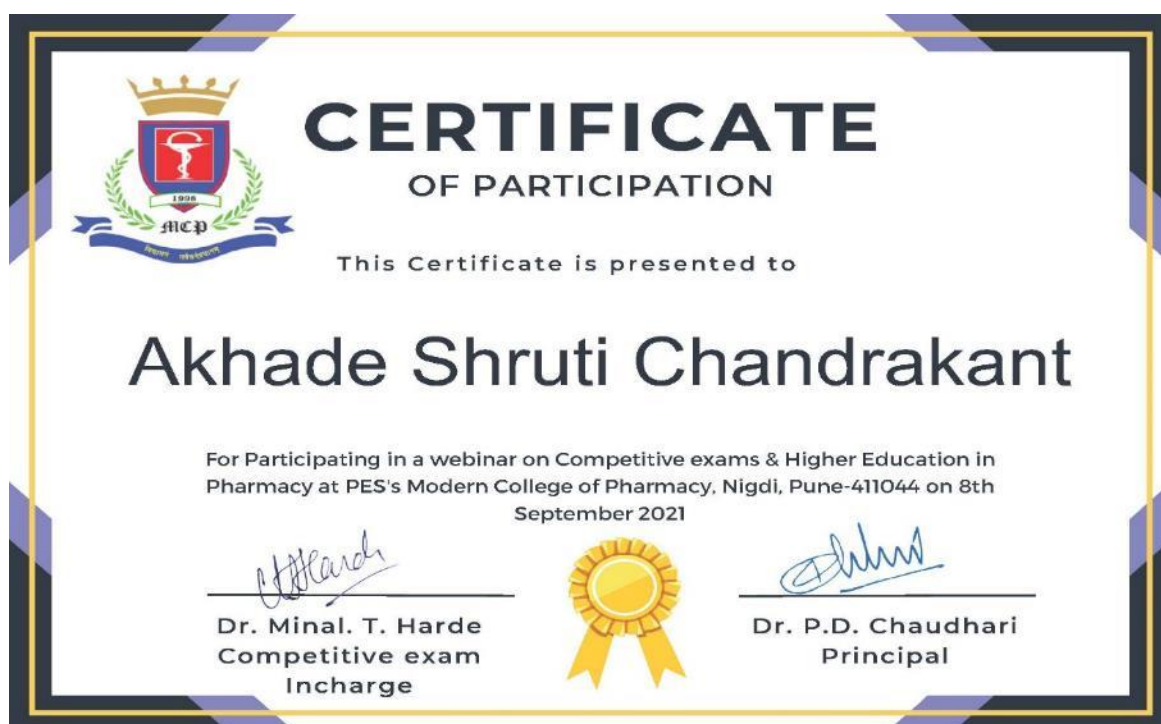 CERTIFICATE
OF PARTICIPATION
1998
MCP
This Certificate is presented to
Akhade Shruti Chandrakant
For Participating in a webinar on Competitive exams & Higher Education in
Pharmacy at PES's Modern College of Pharmacy, Nigdi, Pune-411044 on 8th
September 2021
Dr. Minal. T. Harde
Competitive exam
Incharge
Dr. P.D. Chaudhari
Principal